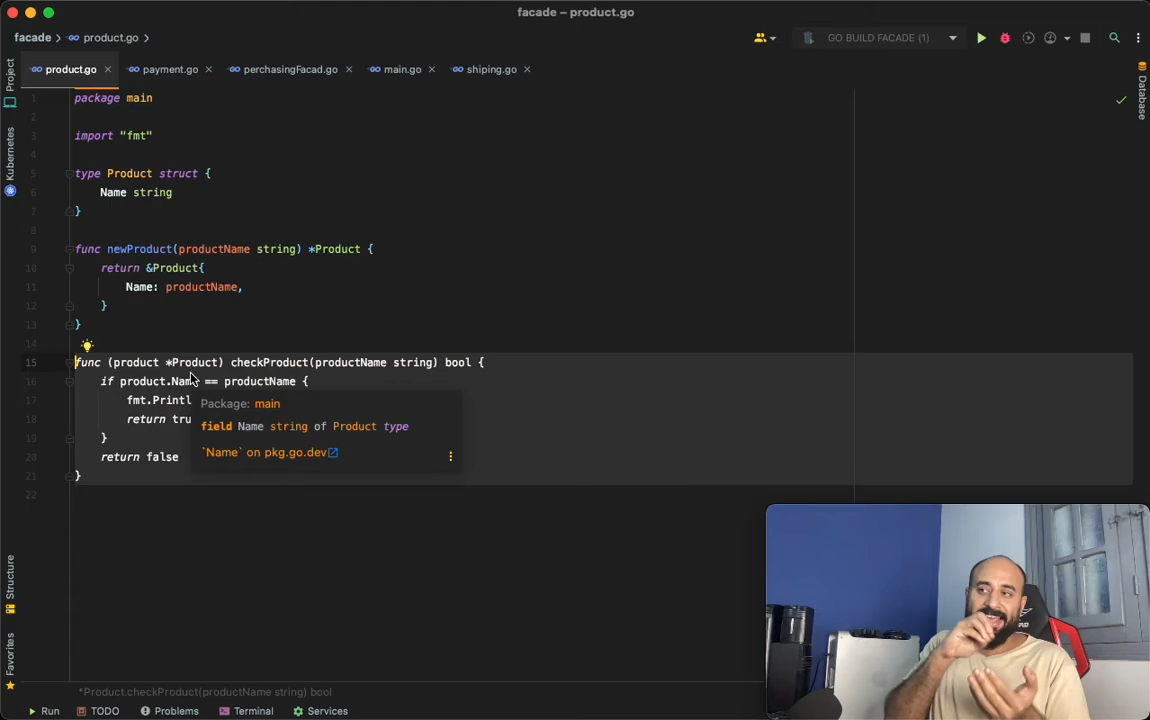 facade – product.go
facade
product.go
GO BUILD FACADE (1)
product.go
payment.go
perchasingFacad.go
main.go
shiping.go
Project
Kubernetes
Structure
Favorites
Database
1 package main
2
3 import "fmt"
4
5 type Product struct {
6 Name string
7 }
8
9 func newProduct(productName string) *Product {
10 return &Product{
11 Name: productName,
12 }
13 }
14
15 func (product *Product) checkProduct(productName string) bool {
16 if product.Name == productName {
17 fmt.Printl
18 return tru
19 }
20 return false
21 }
22
Package: main
field Name string of Product type
`Name` on pkg.go.dev
*Product.checkProduct(productName string) bool
Run
TODO
Problems
Terminal
Services